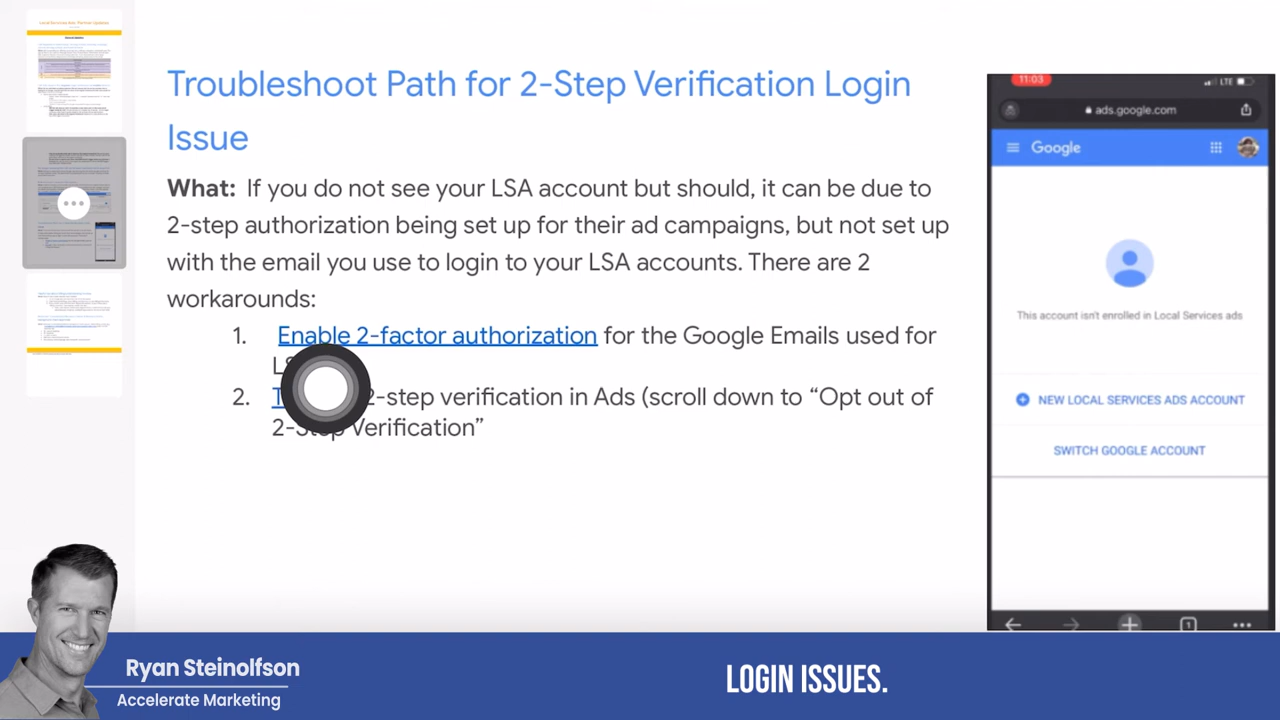 Troubleshoot Path for 2-Step Verification Login
Issue
What: If you do not see your LSA account but should, it can be due to
2-step authorization being set up for their ad campaigns, but not set up
with the email you use to login to your LSA accounts. There are 2
workarounds:
1. Enable 2-factor authorization for the Google Emails used for
2. 2-step verification in Ads (scroll down to “Opt out of
2-Step Verification”
11:03
LTE
ads.google.com
Google
This account isn't enrolled in Local Services ads
NEW LOCAL SERVICES ADS ACCOUNT
SWITCH GOOGLE ACCOUNT
1
Ryan Steinolfson
Accelerate Marketing
LOGIN ISSUES.